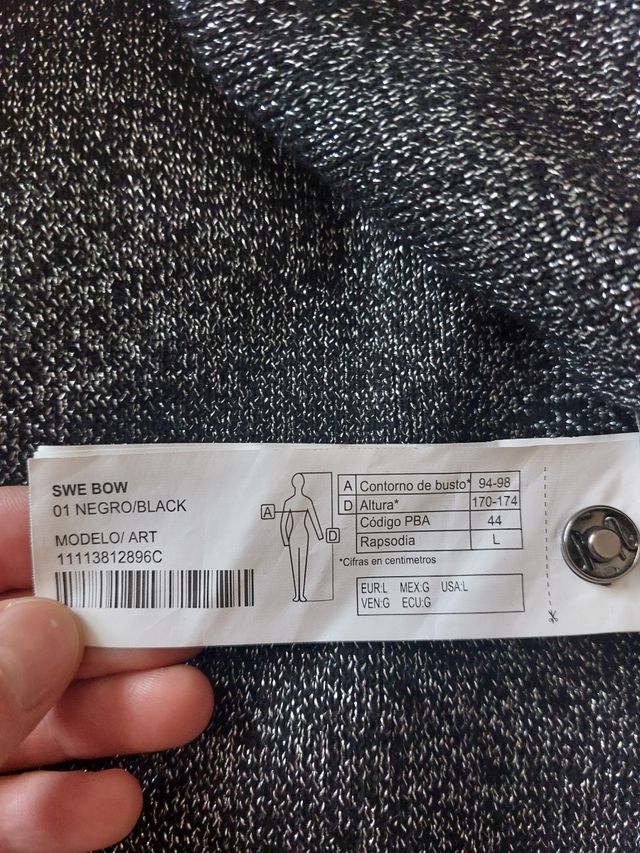 SWE BOW
01 NEGRO/BLACK
MODELO/ ART
11113812896C
A
D
A Contorno de busto* 94-98
D Altura* 170-174
Código PBA 44
Rapsodia L
*Cifras en centimetros
EUR:L MEX:G USA:L
VEN:G ECU:G